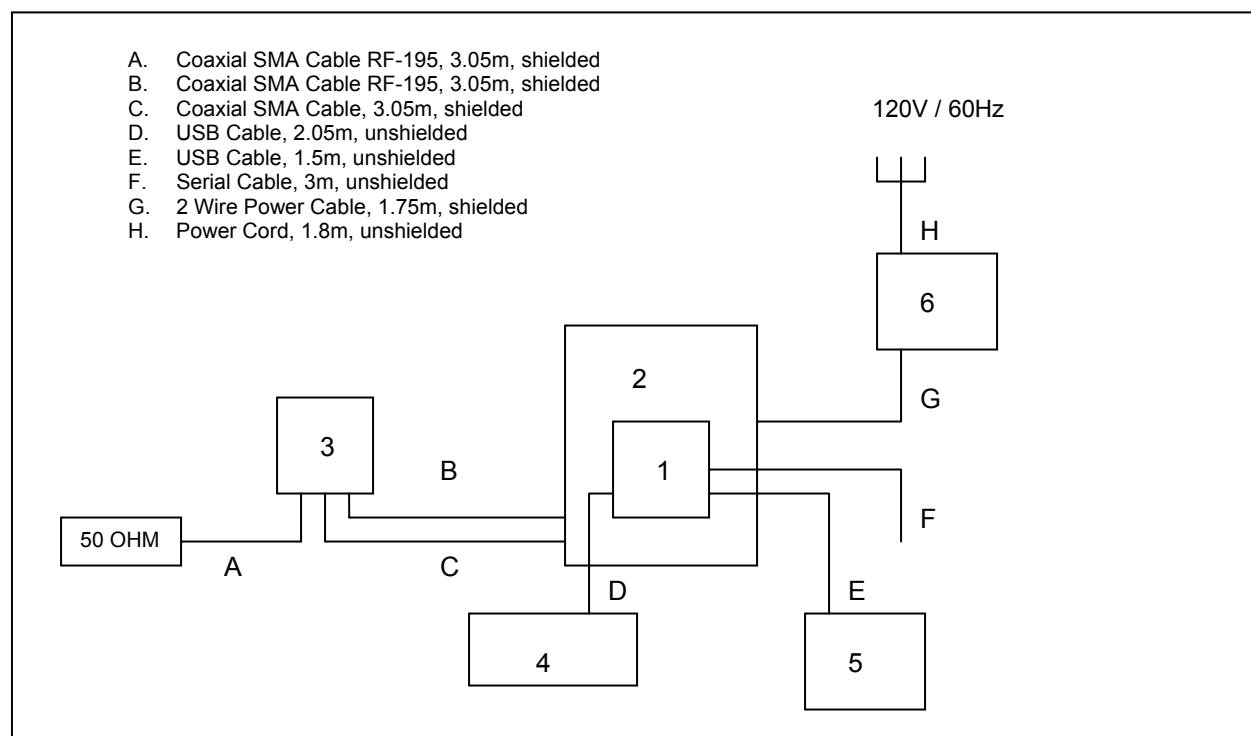 A. Coaxial SMA Cable RF-195, 3.05m, shielded
B. Coaxial SMA Cable RF-195, 3.05m, shielded
C. Coaxial SMA Cable, 3.05m, shielded
D. USB Cable, 2.05m, unshielded
E. USB Cable, 1.5m, unshielded
F. Serial Cable, 3m, unshielded
G. 2 Wire Power Cable, 1.75m, shielded
H. Power Cord, 1.8m, unshielded
120V / 60Hz
H
6
2
G
3
B
1
F
50 OHM
A
C
D
E
4
5